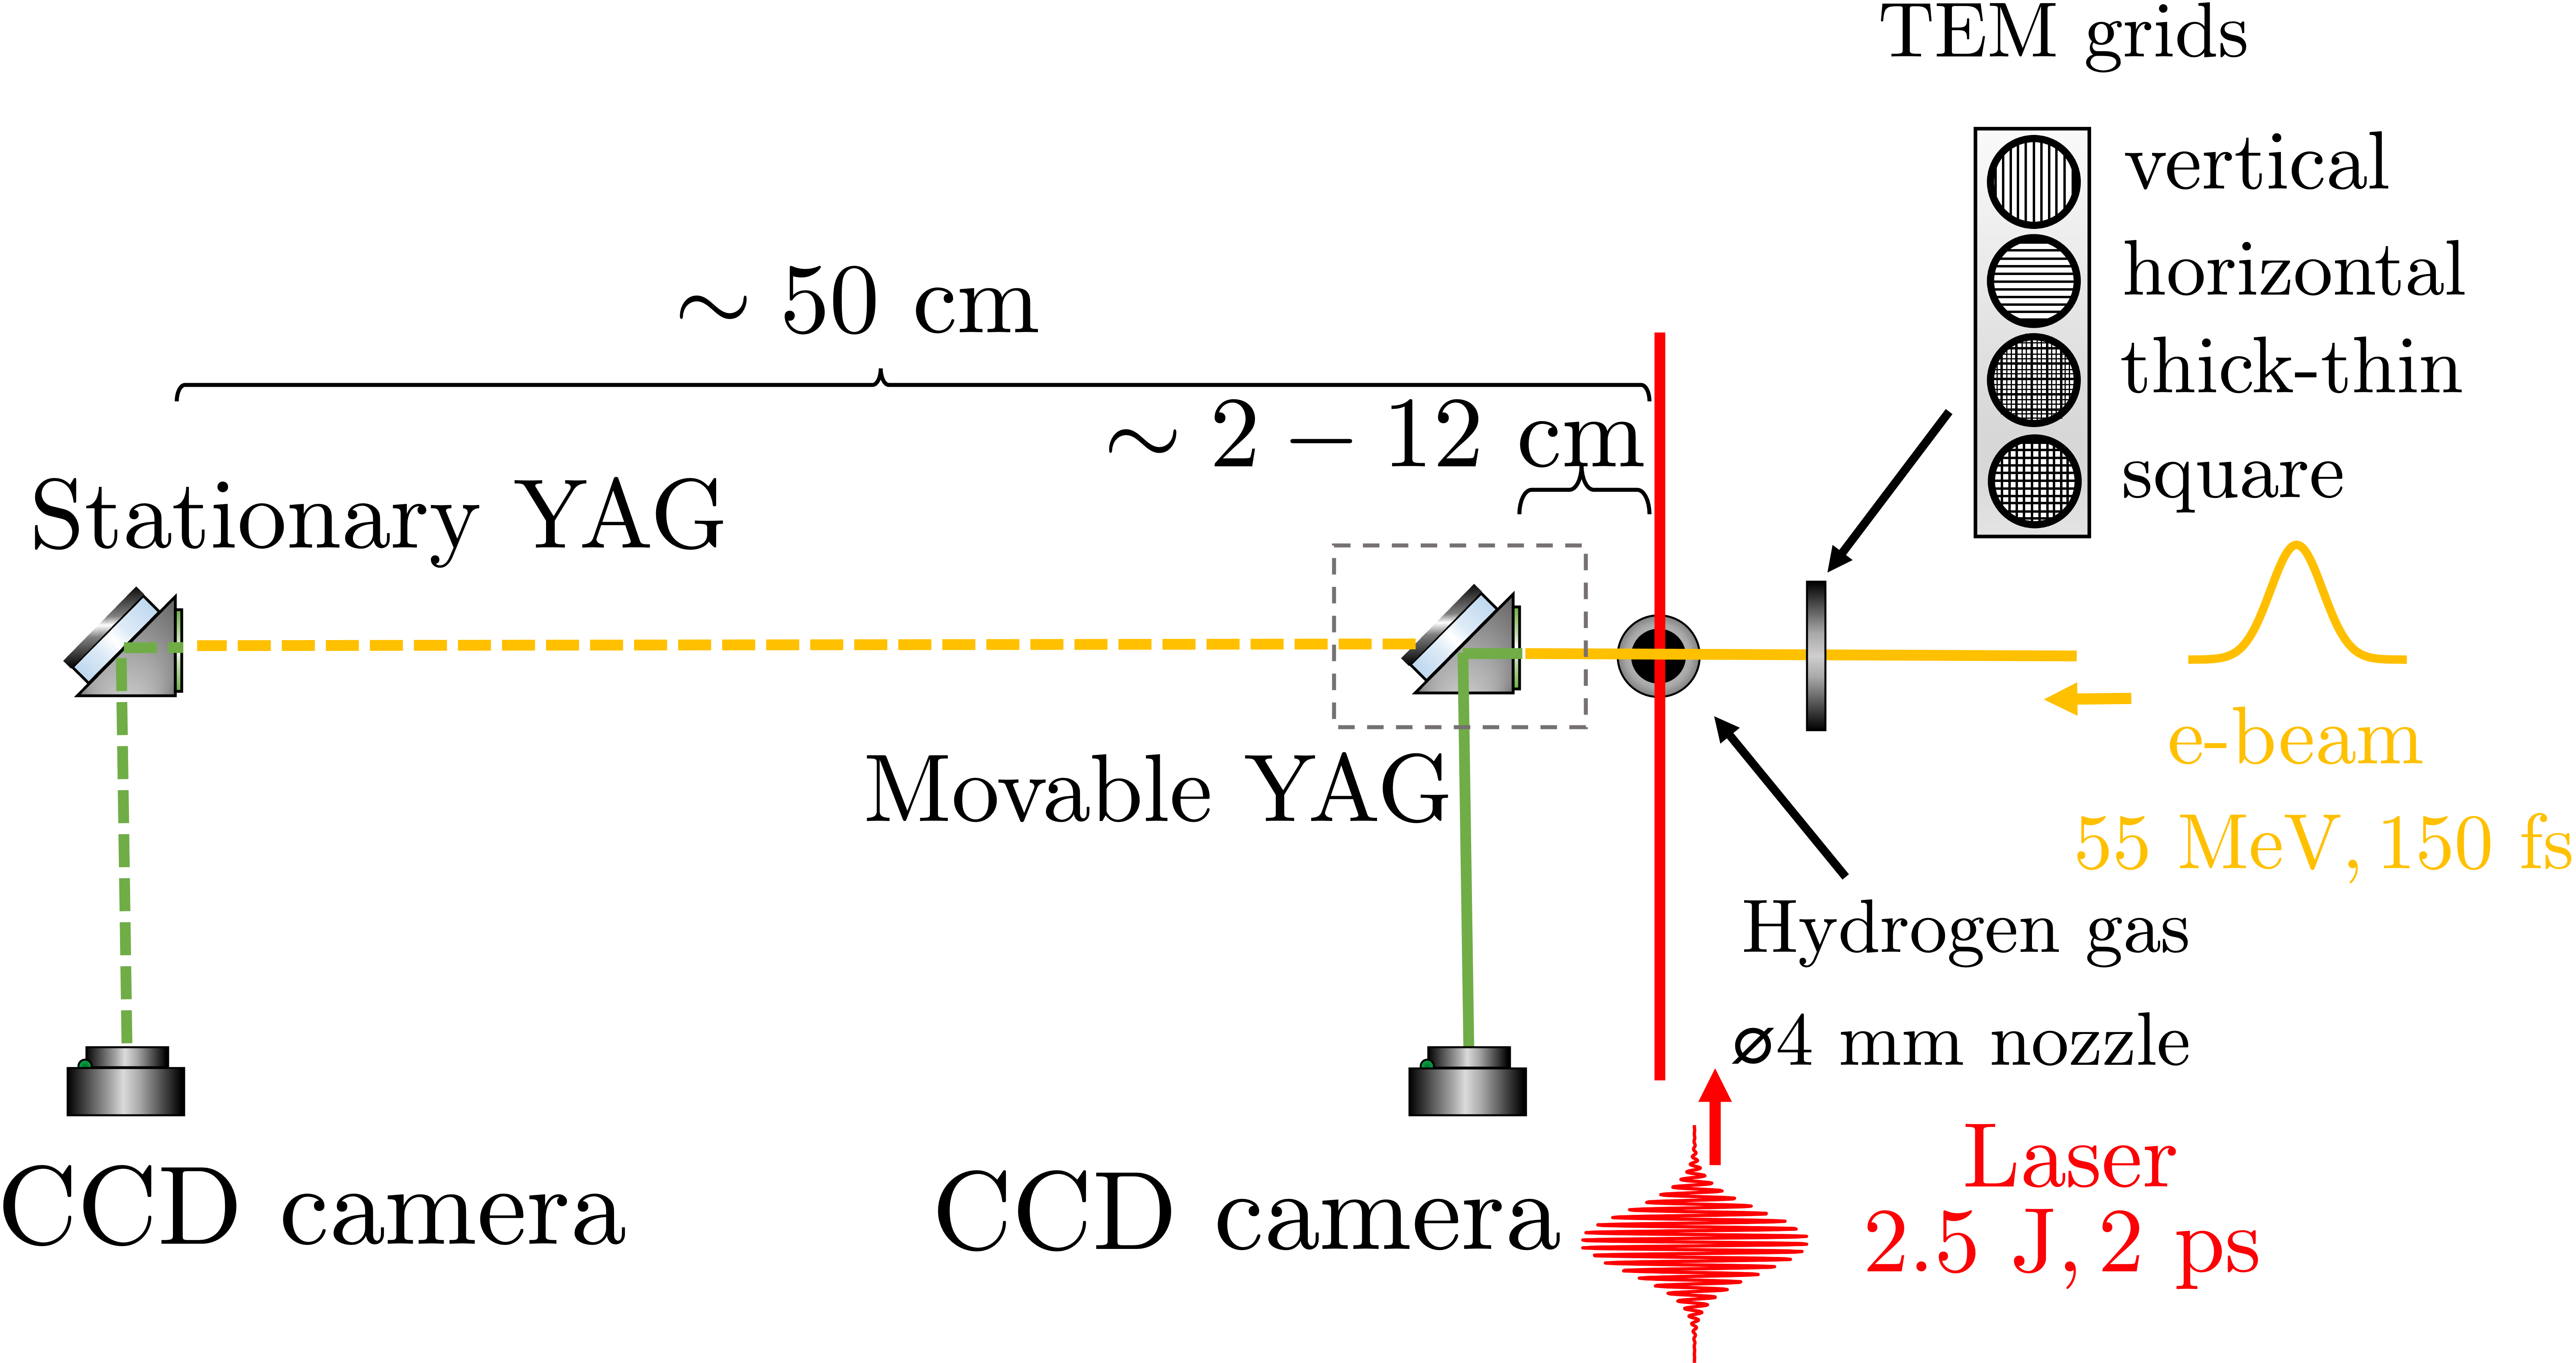 TEM grids
vertical
horizontal
thick-thin
square
∼ 50 cm
∼ 2 − 12 cm
Stationary YAG
Movable YAG
e-beam
55 MeV, 150 fs
Hydrogen gas
⌀4 mm nozzle
Laser
2.5 J, 2 ps
CCD camera
CCD camera